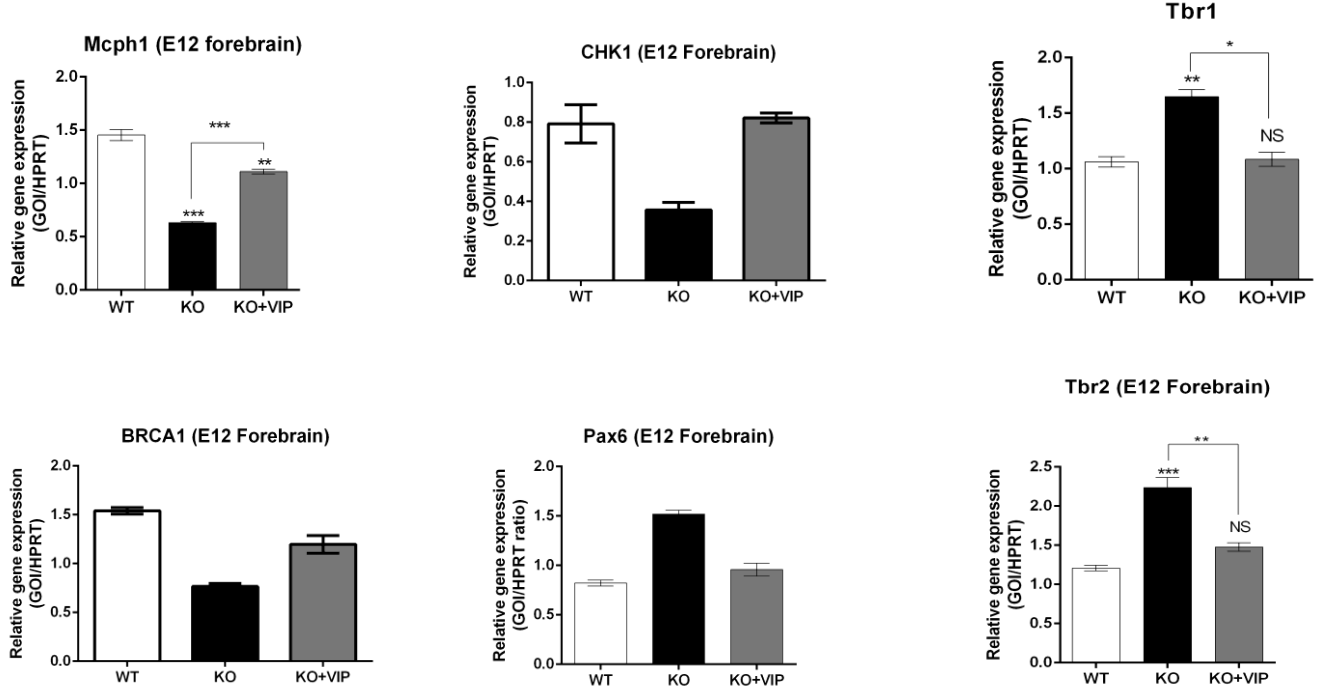 Mcph1 (E12 forebrain)
Relative gene expression
(GOI/HPRT)
2.0
1.5
1.0
0.5
0.0
***
***
**
WT KO KO+VIP
CHK1 (E12 Forebrain)
Relative gene expression
(GOI/HPRT)
1.0
0.8
0.6
0.4
0.2
0.0
WT KO KO+VIP
Tbr1
Relative gene expression
(GOI/HPRT)
2.0
1.5
1.0
0.5
0.0
*
**
NS
WT KO KO+VIP
BRCA1 (E12 Forebrain)
Relative gene expression
(GOI/HPRT)
2.0
1.5
1.0
0.5
0.0
WT KO KO+VIP
Pax6 (E12 Forebrain)
Relative gene expression
(GOI/HPRT ratio)
2.0
1.5
1.0
0.5
0.0
WT KO KO+VIP
Tbr2 (E12 Forebrain)
Relative gene expression
(GOI/HPRT)
2.5
2.0
1.5
1.0
0.5
0.0
**
***
NS
WT KO KO+VIP